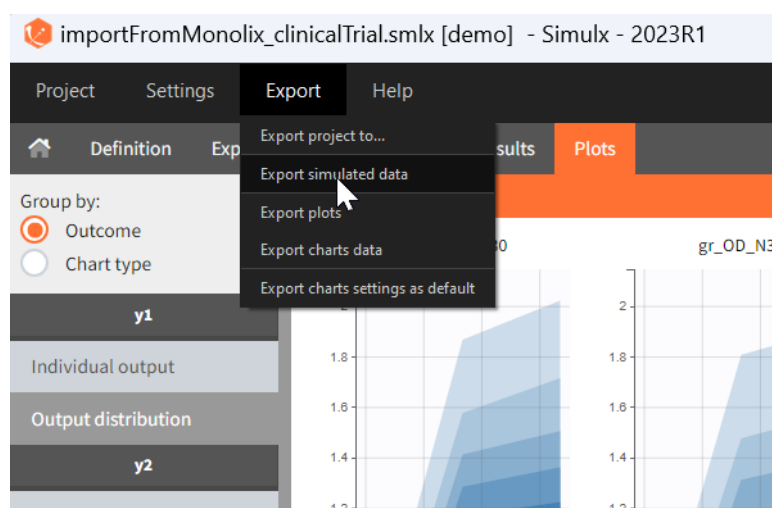 importFromMonolix_clinicalTrial.smlx [demo] - Simulx - 2023R1
Project Settings Export Help
Definition Exp sults Plots
Export project to...
Export simulated data
Export plots
Export charts data
Export charts settings as default
Group by:
Outcome
Chart type
y1
Individual output
Output distribution
y2
gr_OD_N3
2
1.8
1.6
1.4
2
1.8
1.6
1.4